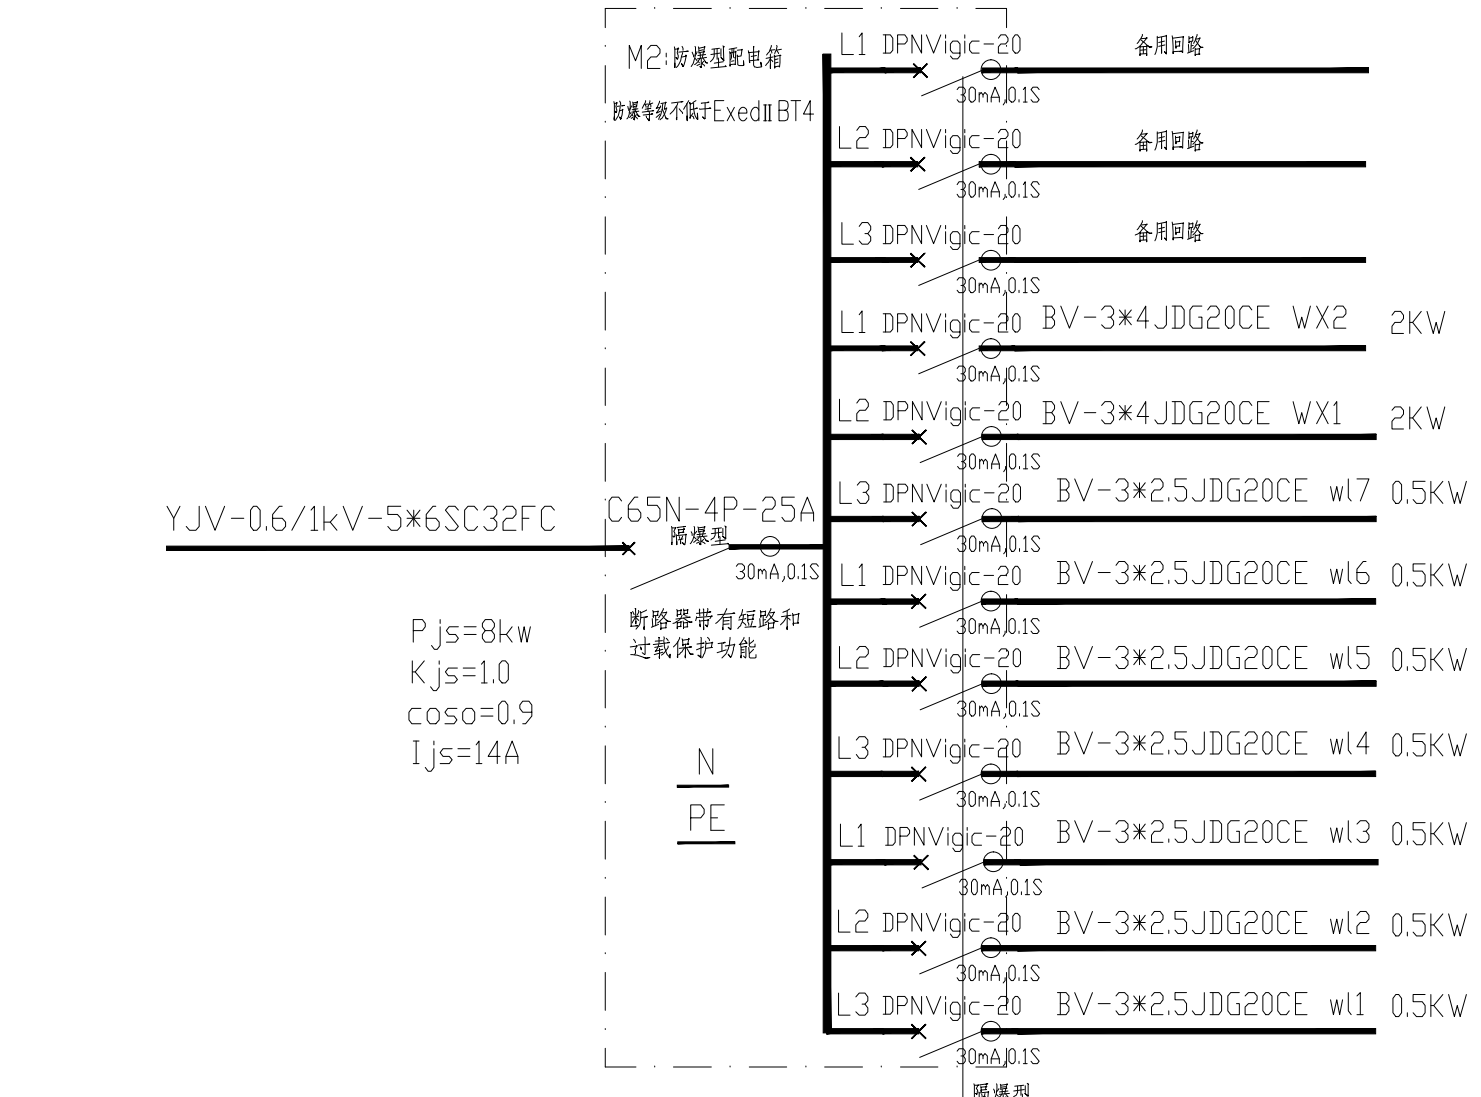 M2:防爆型配电箱
防爆等级不低于ExedⅡBT4
L1 DPNVigic-20 备用回路
30mA,0.1S
L2 DPNVigic-20 备用回路
30mA,0.1S
L3 DPNVigic-20 备用回路
30mA,0.1S
L1 DPNVigic-20 BV-3*4JDG20CE WX2 2KW
30mA,0.1S
L2 DPNVigic-20 BV-3*4JDG20CE WX1 2KW
30mA,0.1S
L3 DPNVigic-20 BV-3*2.5JDG20CE wl7 0.5KW
30mA,0.1S
YJV-0.6/1kV-5*6SC32FC
C65N-4P-25A
隔爆型
30mA,0.1S
断路器带有短路和
过载保护功能
Pjs=8kw
Kjs=1.0
coso=0.9
Ijs=14A
N
PE
L1 DPNVigic-20 BV-3*2.5JDG20CE wl6 0.5KW
30mA,0.1S
L2 DPNVigic-20 BV-3*2.5JDG20CE wl5 0.5KW
30mA,0.1S
L3 DPNVigic-20 BV-3*2.5JDG20CE wl4 0.5KW
30mA,0.1S
L1 DPNVigic-20 BV-3*2.5JDG20CE wl3 0.5KW
30mA,0.1S
L2 DPNVigic-20 BV-3*2.5JDG20CE wl2 0.5KW
30mA,0.1S
L3 DPNVigic-20 BV-3*2.5JDG20CE wl1 0.5KW
30mA,0.1S
隔爆型